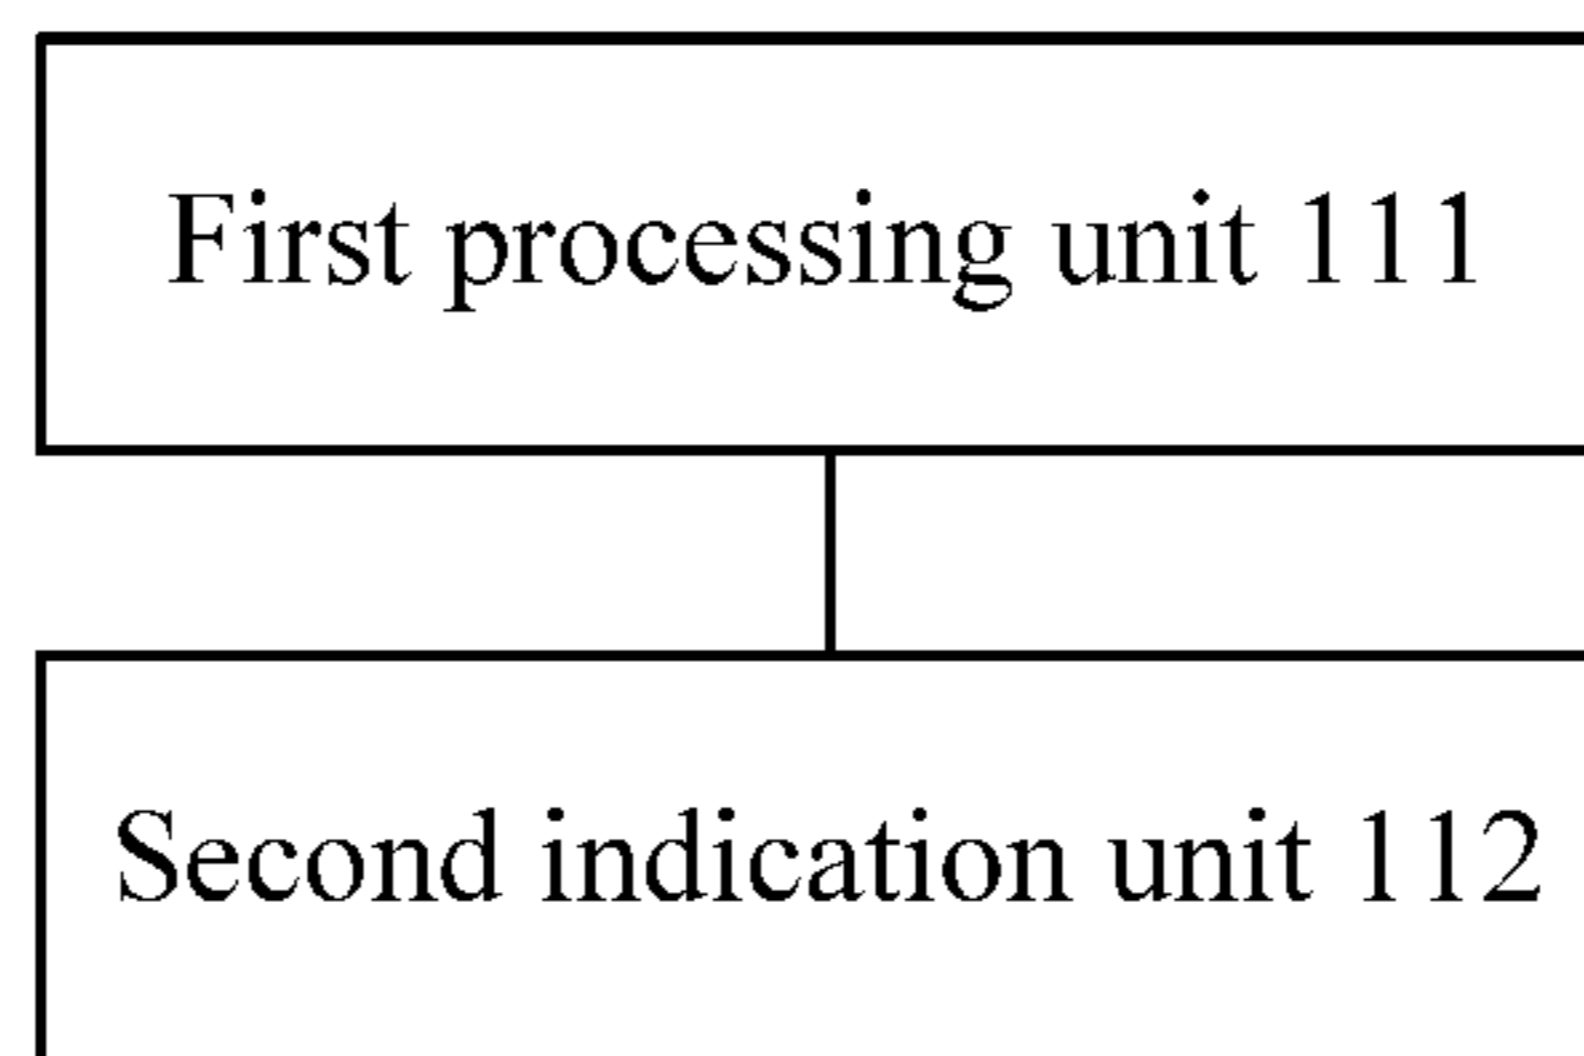 First processing unit 111
Second indication unit 112